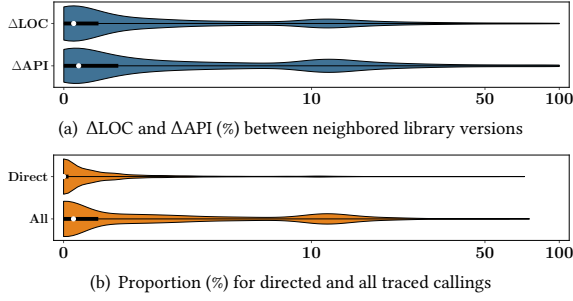 ΔLOC
ΔAPI
0 10 50 100
(a) ΔLOC and ΔAPI (%) between neighbored library versions
Direct
All
0 10 50 100
(b) Proportion (%) for directed and all traced callings